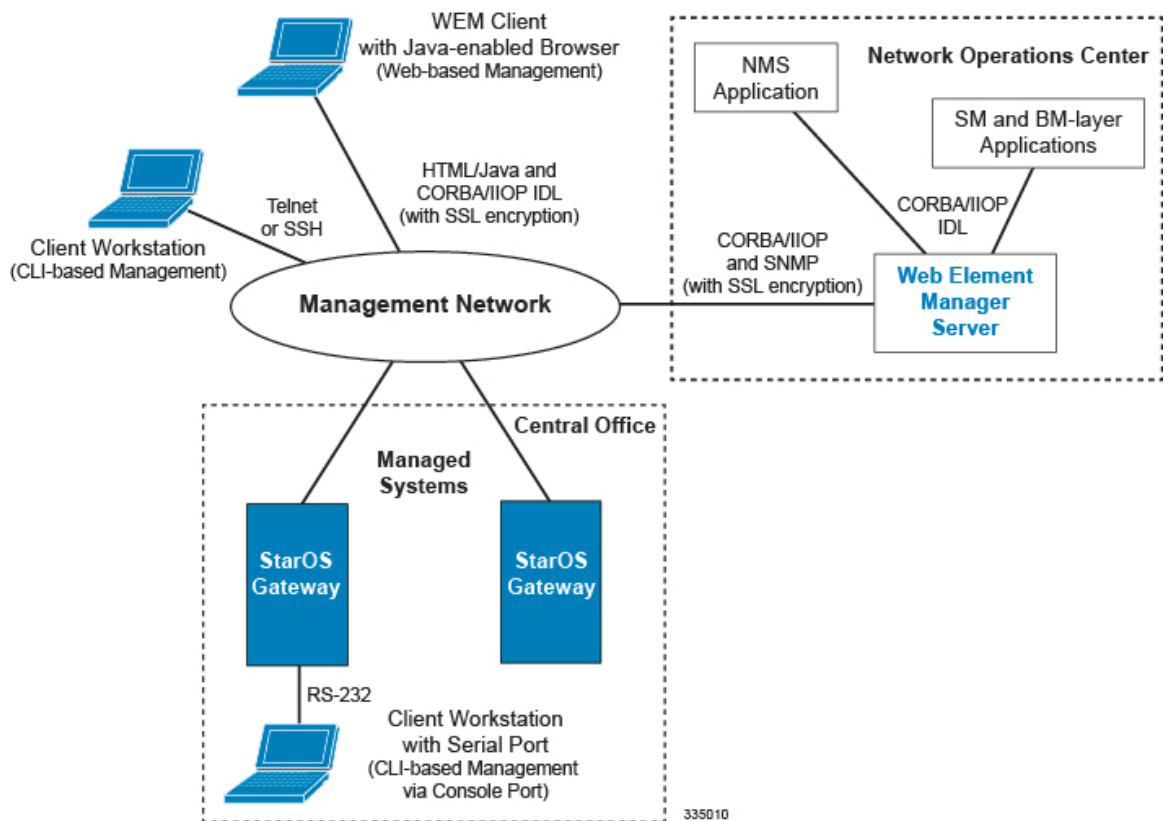 WEM Client
with Java-enabled Browser
(Web-based Management)
Network Operations Center
NMS
Application
SM and BM-layer
Applications
HTML/Java and
CORBA/IIOP IDL
(with SSL encryption)
Telnet
or SSH
CORBA/IIOP
IDL
Client Workstation
(CLI-based Management)
CORBA/IIOP
and SNMP
(with SSL encryption)
Web Element
Manager
Server
Management Network
Central Office
Managed
Systems
StarOS
Gateway
StarOS
Gateway
RS-232
Client Workstation
with Serial Port
(CLI-based Management
via Console Port)
335010